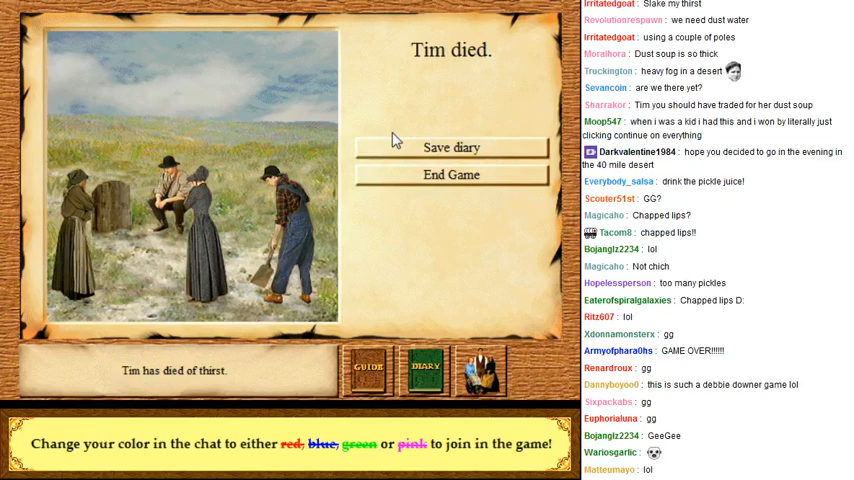 Tim died.
Save diary
End Game
Tim has died of thirst.
GUIDE
DIARY
Change your color in the chat to either red, blue, green or pink to join in the game!
Irritatedgoat : Slake my thirst
Revolutionrespawn : we need dust water
Irritatedgoat : using a couple of poles
Moralhora : Dust soup is so thick
Truckington : heavy fog in a desert
Sevancoin : are we there yet?
Sharrakor : Tim you should have traded for her dust soup
Moop547 : when i was a kid i had this and i won by literally just
clicking continue on everything
Darkvalentine1984 : hope you decided to go in the evening in
the 40 mile desert
Everybody_salsa : drink the pickle juice!
Scouter51st : GG?
Magicaho : Chapped lips?
Tacom8 : chapped lips!!
Bojanglz2234 : lol
Magicaho : Not chich
Hopelessperson : too many pickles
Eaterofspiralgalaxies : Chapped lips D:
Ritz607 : lol
Xdonnamonsterx : gg
Armyofphara0hs : GAME OVER!!!!!!
Renardroux : gg
Dannyboyoo0 : this is such a debbie downer game lol
Sixpackabs : gg
Euphorialuna : gg
Bojanglz2234 : GeeGee
Wariosgarlic :
Matteumayo : lol